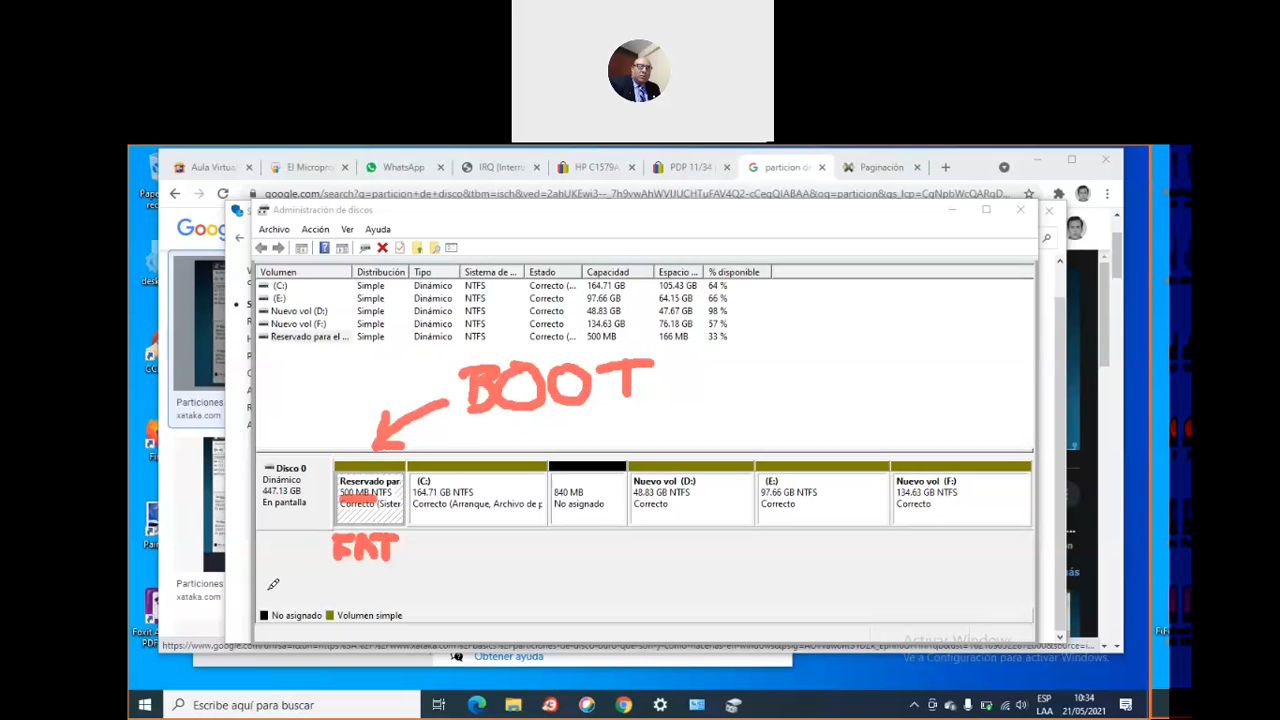 Aula Virtua
El Micropro
WhatsApp
IRQ (Interru
HP C1579A
PDP 11/34
particion de
Paginación
Goog
Administración de discos
Archivo Acción Ver Ayuda
Volumen Distribución Tipo Sistema de ... Estado Capacidad Espacio ... % disponible
(C:) Simple Dinámico NTFS Correcto (... 164.71 GB 105.43 GB 64 %
(E:) Simple Dinámico NTFS Correcto 97.66 GB 64.15 GB 66 %
Nuevo vol (D:) Simple Dinámico NTFS Correcto 48.83 GB 47.67 GB 98 %
Nuevo vol (F:) Simple Dinámico NTFS Correcto 134.63 GB 76.18 GB 57 %
Reservado para el ... Simple Dinámico NTFS Correcto (... 500 MB 166 MB 33 %
BOOT
Particiones
xataka.com
Disco 0
Dinámico
447.13 GB
En pantalla
Reservado par
500 MB NTFS
Correcto (Sister
(C:)
164.71 GB NTFS
Correcto (Arranque, Archivo de p
840 MB
No asignado
Nuevo vol (D:)
48.83 GB NTFS
Correcto
(E:)
97.66 GB NTFS
Correcto
Nuevo vol (F:)
134.63 GB NTFS
Correcto
FAT
Particiones
xataka.com
No asignado Volumen simple
Activar Windows
Ve a Configuración para activar Windows.
Obtener ayuda
Escribe aquí para buscar
ESP
LAA
10:34
21/05/2021